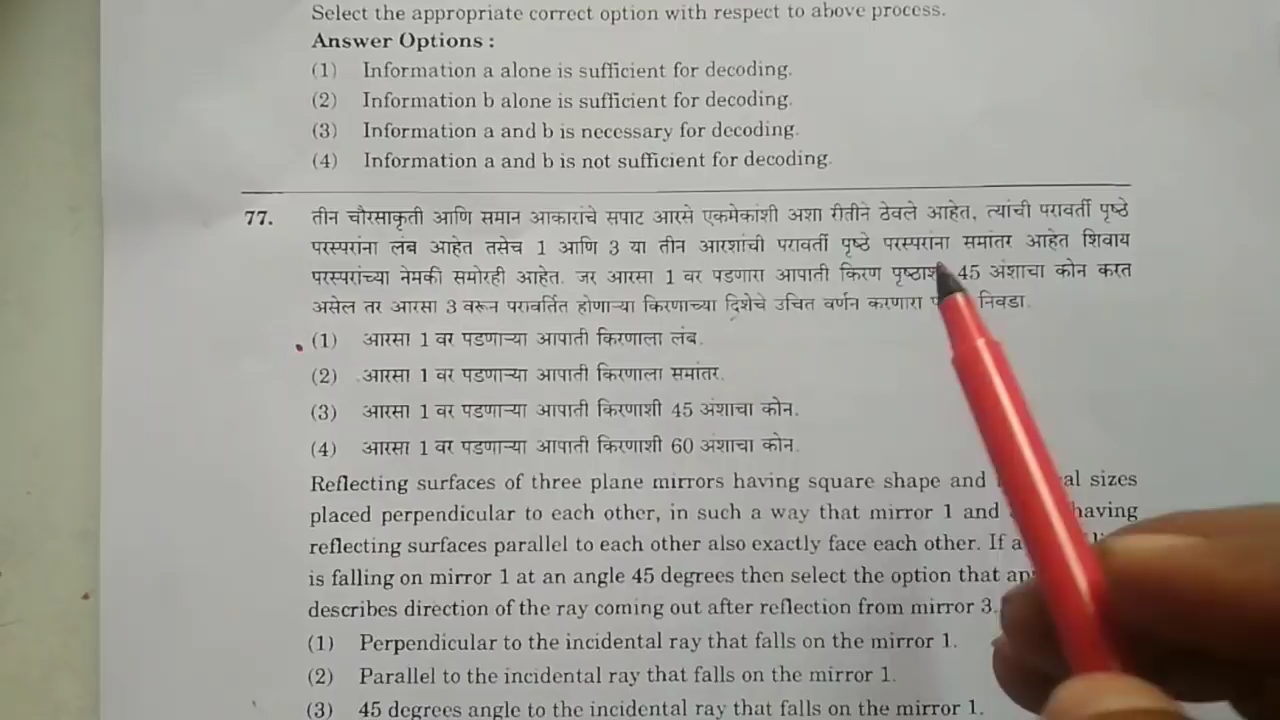 Select the appropriate correct option with respect to above process.
Answer Options :
(1) Information a alone is sufficient for decoding.
(2) Information b alone is sufficient for decoding.
(3) Information a and b is necessary for decoding.
(4) Information a and b is not sufficient for decoding.
77. तीन चौरसाकृती आणि समान आकारांचे सपाट आरसे एकमेकांशी अशा रीतीने ठेवले आहेत, त्यांची परावर्ती पृष्ठे
परस्परांना लंब आहेत तसेच 1 आणि 3 या तीन आरशांची परावर्ती पृष्ठे परस्परांना समांतर आहेत शिवाय
परस्परांच्या नेमकी समोरही आहेत. जर आरसा 1 वर पडणारा आपाती किरण पृष्ठाशी 45 अंशाचा कोन करत
असेल तर आरसा 3 वरून परावर्तित होणाऱ्या किरणाच्या दिशेचे उचित वर्णन करणारा निवडा.
(1) आरसा 1 वर पडणाऱ्या आपाती किरणाला लंब.
(2) आरसा 1 वर पडणाऱ्या आपाती किरणाला समांतर.
(3) आरसा 1 वर पडणाऱ्या आपाती किरणाशी 45 अंशाचा कोन.
(4) आरसा 1 वर पडणाऱ्या आपाती किरणाशी 60 अंशाचा कोन.
Reflecting surfaces of three plane mirrors having square shape and sizes
placed perpendicular to each other, in such a way that mirror 1 and having
reflecting surfaces parallel to each other also exactly face each other. If a
is falling on mirror 1 at an angle 45 degrees then select the option that
describes direction of the ray coming out after reflection from mirror 3.
(1) Perpendicular to the incidental ray that falls on the mirror 1.
(2) Parallel to the incidental ray that falls on the mirror 1.
(3) 45 degrees angle to the incidental ray that falls on the mirror 1.